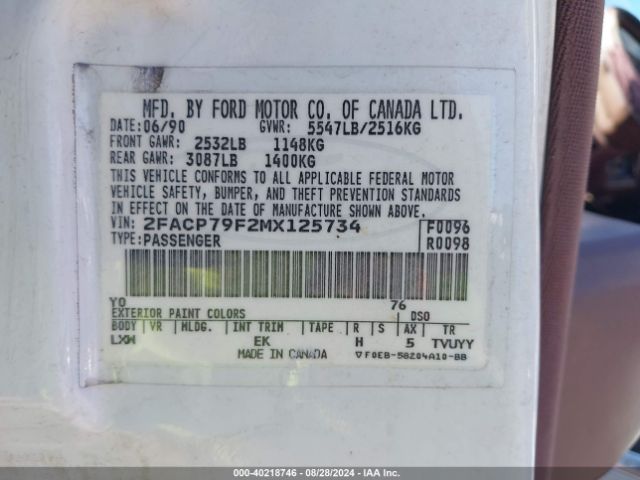 MFD. BY FORD MOTOR CO. OF CANADA LTD.
DATE: 06/90 GVWR: 5547LB/2516KG
FRONT GAWR: 2532LB 1148KG
REAR GAWR: 3087LB 1400KG
THIS VEHICLE CONFORMS TO ALL APPLICABLE FEDERAL MOTOR
VEHICLE SAFETY, BUMPER, AND THEFT PREVENTION STANDARDS
IN EFFECT ON THE DATE OF MANUFACTURE SHOWN ABOVE.
VIN: 2FACP79F2MX125734 F0096
TYPE: PASSENGER R0098
YO 76
EXTERIOR PAINT COLORS DSO
BODY VR MLDG. INT TRIM TAPE R S AX TR
LXW EK H 5 TVUYY
MADE IN CANADA ▽F0EB-58204A10-BB
000-40218746 | 08/28/2024 | IAA Inc.